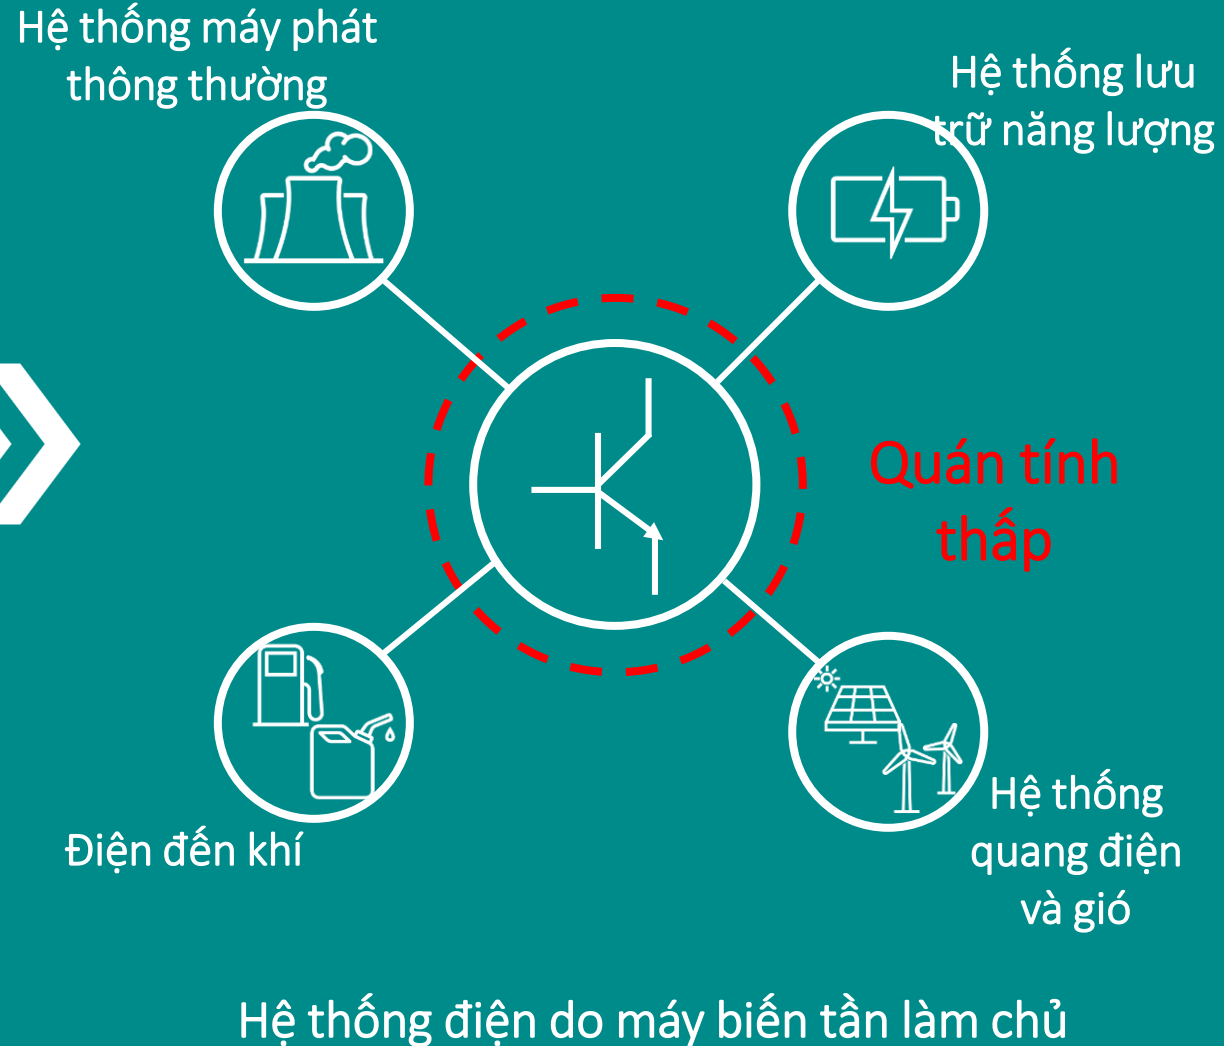 Hệ thống máy phát
thông thường
Hệ thống lưu
trữ năng lượng
Quán tính
thấp
Điện đến khí
Hệ thống
quang điện
và gió
Hệ thống điện do máy biến tần làm chủ